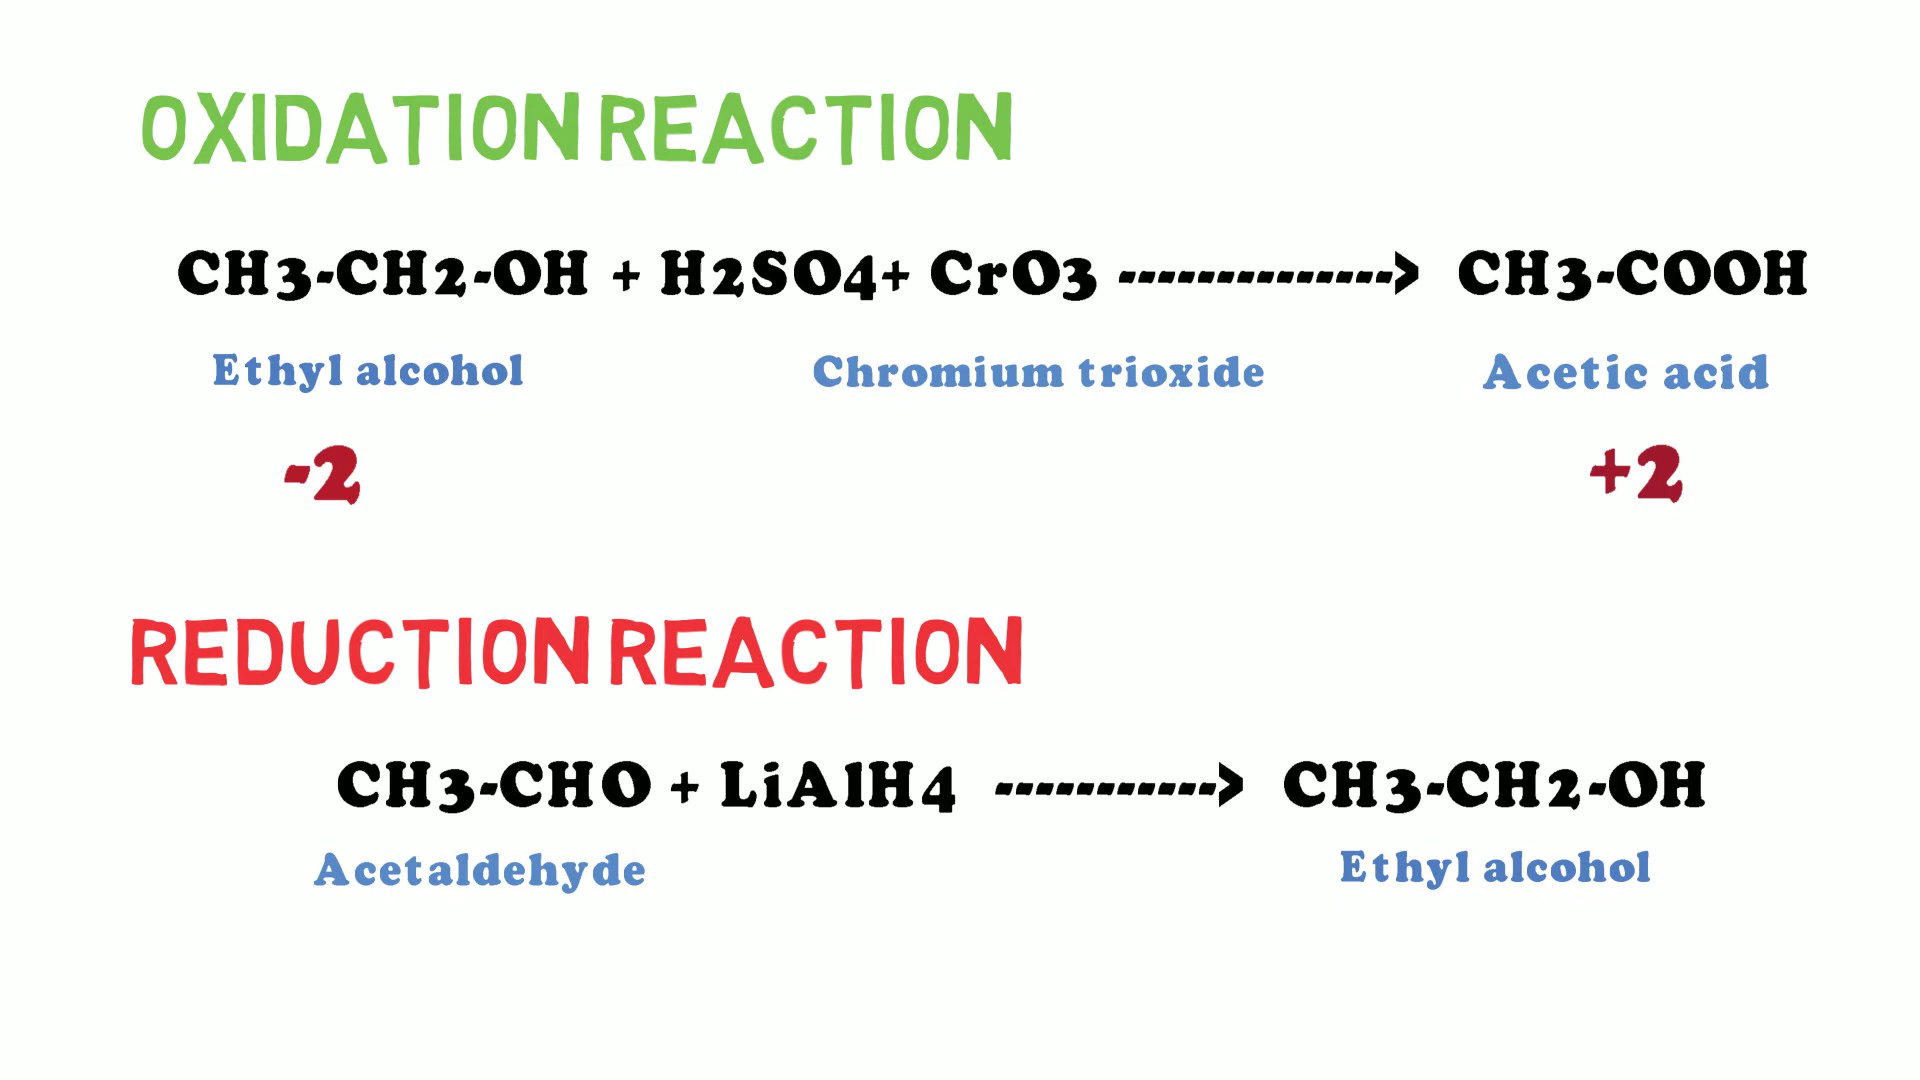 OXIDATION REACTION
CH3-CH2-OH + H2SO4+ CrO3 --------------> CH3-COOH
Ethyl alcohol Chromium trioxide Acetic acid
-2 +2
REDUCTION REACTION
CH3-CHO + LiAlH4 -----------> CH3-CH2-OH
Acetaldehyde Ethyl alcohol